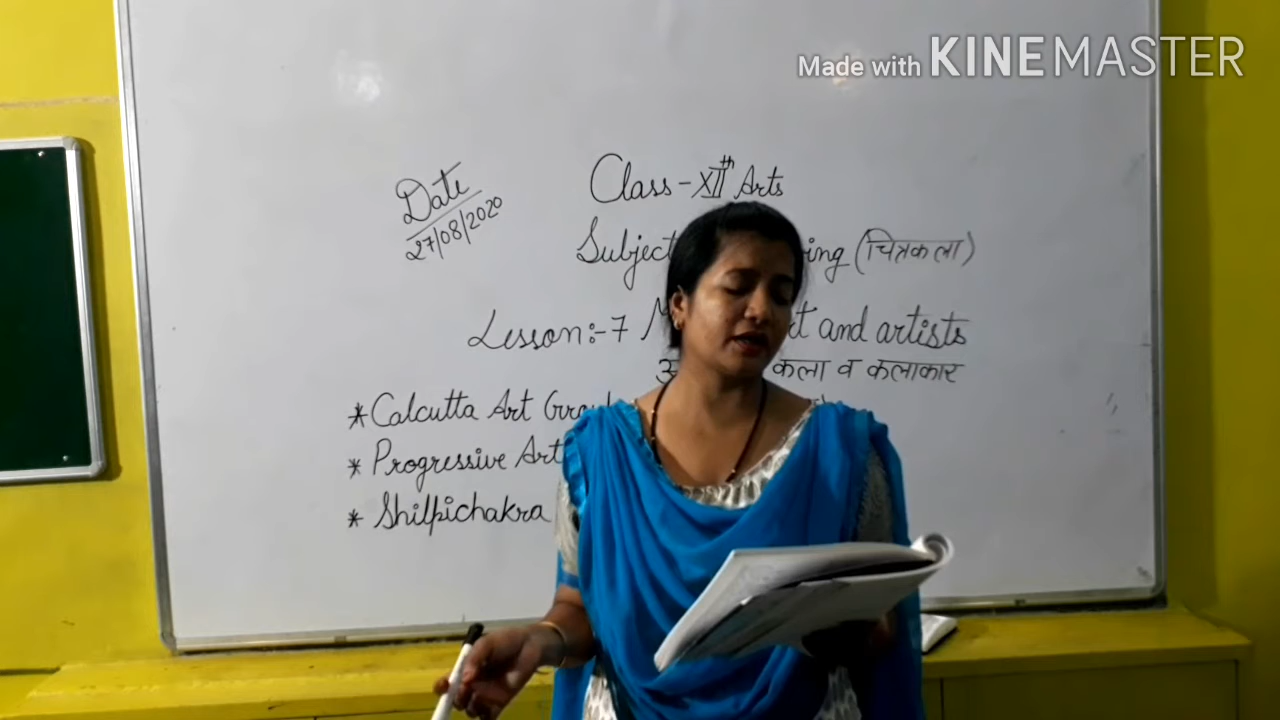 Made with KINEMASTER
Date
27/08/2020
Class-XIIth Arts
Subject ing (चित्रकला)
Lesson:-7 and artists
कला व कलाकार
* Calcutta Art
* Progressive Art
* Shilpichakra